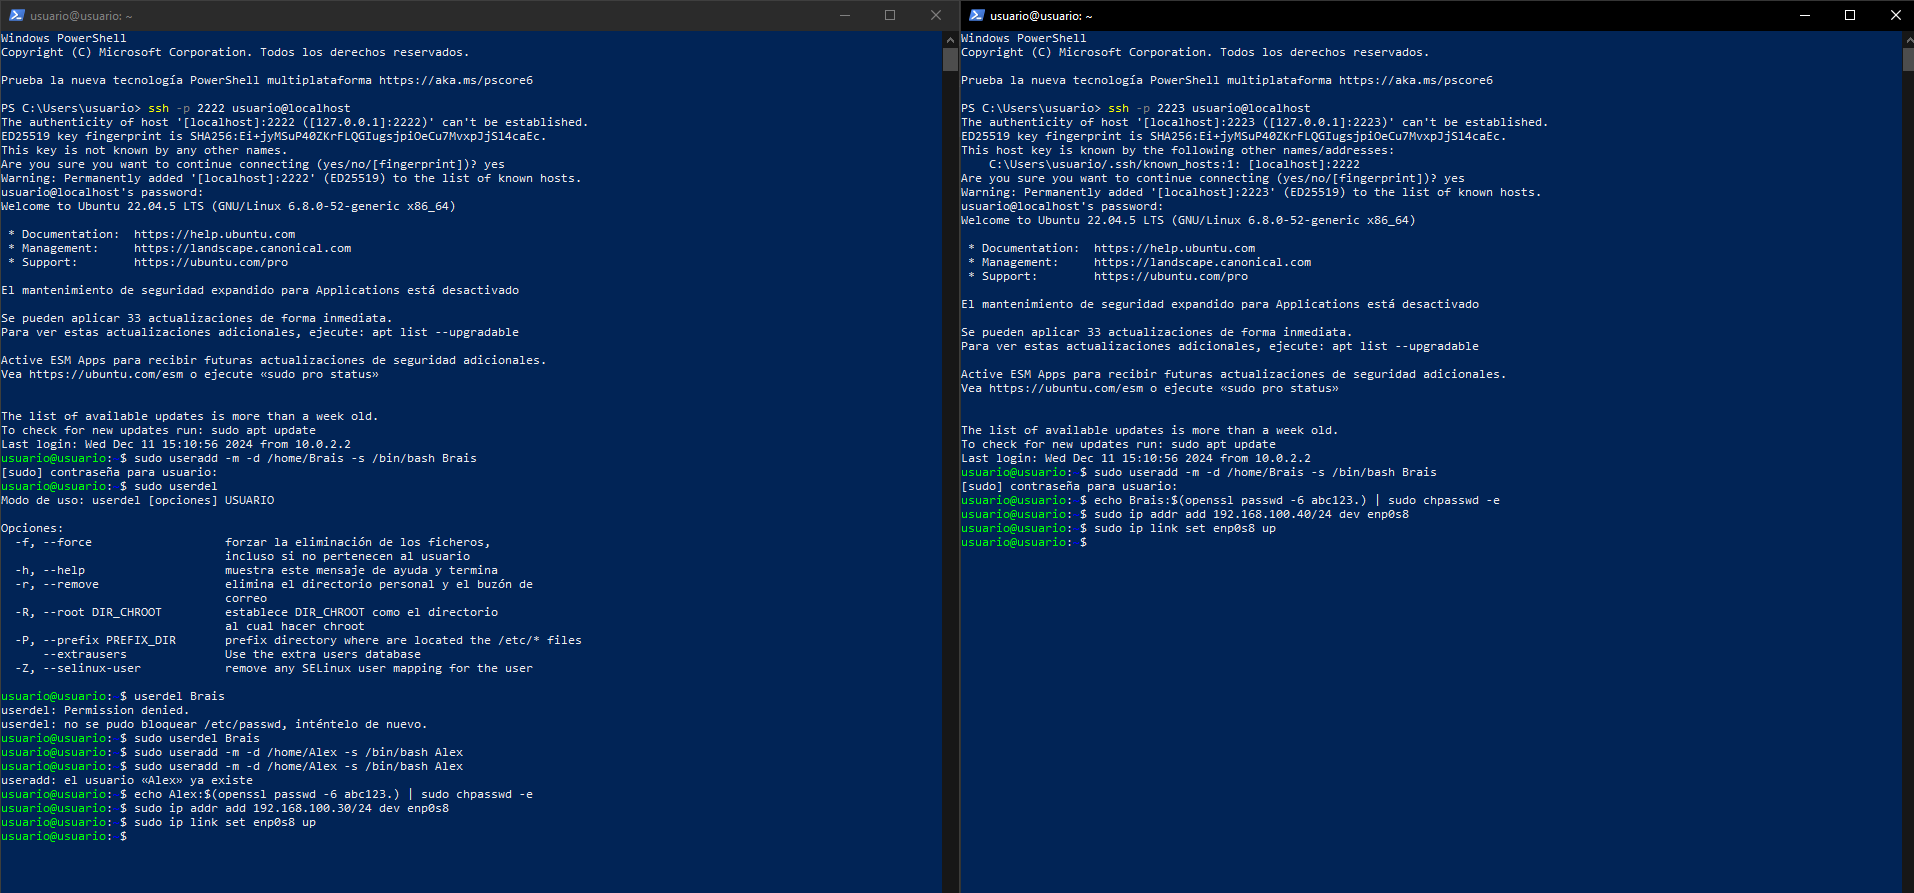 usuario@usuario: ~
Windows PowerShell
Copyright (C) Microsoft Corporation. Todos los derechos reservados.
Prueba la nueva tecnología PowerShell multiplataforma https://aka.ms/pscore6
PS C:\Users\usuario> ssh -p 2222 usuario@localhost
The authenticity of host '[localhost]:2222 ([127.0.0.1]:2222)' can't be established.
ED25519 key fingerprint is SHA256:Ei+jyMSuP40ZKrFLQGIugsjpiOeCu7MvxpJjSl4caEc.
This key is not known by any other names.
Are you sure you want to continue connecting (yes/no/[fingerprint])? yes
Warning: Permanently added '[localhost]:2222' (ED25519) to the list of known hosts.
usuario@localhost's password:
Welcome to Ubuntu 22.04.5 LTS (GNU/Linux 6.8.0-52-generic x86_64)
* Documentation:  https://help.ubuntu.com
* Management:     https://landscape.canonical.com
* Support:        https://ubuntu.com/pro
El mantenimiento de seguridad expandido para Applications está desactivado
Se pueden aplicar 33 actualizaciones de forma inmediata.
Para ver estas actualizaciones adicionales, ejecute: apt list --upgradable
Active ESM Apps para recibir futuras actualizaciones de seguridad adicionales.
Vea https://ubuntu.com/esm o ejecute «sudo pro status»
The list of available updates is more than a week old.
To check for new updates run: sudo apt update
Last login: Wed Dec 11 15:10:56 2024 from 10.0.2.2
usuario@usuario: $ sudo useradd -m -d /home/Brais -s /bin/bash Brais
[sudo] contraseña para usuario:
usuario@usuario: $ sudo userdel
Modo de uso: userdel [opciones] USUARIO
Opciones:
-f, --force                   forzar la eliminación de los ficheros,
incluso si no pertenecen al usuario
-h, --help                    muestra este mensaje de ayuda y termina
-r, --remove                  elimina el directorio personal y el buzón de
correo
-R, --root DIR_CHROOT         establece DIR_CHROOT como el directorio
al cual hacer chroot
-P, --prefix PREFIX_DIR       prefix directory where are located the /etc/* files
--extrausers              Use the extra users database
-Z, --selinux-user            remove any SELinux user mapping for the user
usuario@usuario: $ userdel Brais
userdel: Permission denied.
userdel: no se pudo bloquear /etc/passwd, inténtelo de nuevo.
usuario@usuario: $ sudo userdel Brais
usuario@usuario: $ sudo useradd -m -d /home/Alex -s /bin/bash Alex
usuario@usuario: $ sudo useradd -m -d /home/Alex -s /bin/bash Alex
useradd: el usuario «Alex» ya existe
usuario@usuario: $ echo Alex:$(openssl passwd -6 abc123.) | sudo chpasswd -e
usuario@usuario: $ sudo ip addr add 192.168.100.30/24 dev enp0s8
usuario@usuario: $ sudo ip link set enp0s8 up
usuario@usuario: $
usuario@usuario: ~
Windows PowerShell
Copyright (C) Microsoft Corporation. Todos los derechos reservados.
Prueba la nueva tecnología PowerShell multiplataforma https://aka.ms/pscore6
PS C:\Users\usuario> ssh -p 2223 usuario@localhost
The authenticity of host '[localhost]:2223 ([127.0.0.1]:2223)' can't be established.
ED25519 key fingerprint is SHA256:Ei+jyMSuP40ZKrFLQGIugsjpiOeCu7MvxpJjSl4caEc.
This host key is known by the following other names/addresses:
C:\Users\usuario/.ssh/known_hosts:1: [localhost]:2222
Are you sure you want to continue connecting (yes/no/[fingerprint])? yes
Warning: Permanently added '[localhost]:2223' (ED25519) to the list of known hosts.
usuario@localhost's password:
Welcome to Ubuntu 22.04.5 LTS (GNU/Linux 6.8.0-52-generic x86_64)
* Documentation:  https://help.ubuntu.com
* Management:     https://landscape.canonical.com
* Support:        https://ubuntu.com/pro
El mantenimiento de seguridad expandido para Applications está desactivado
Se pueden aplicar 33 actualizaciones de forma inmediata.
Para ver estas actualizaciones adicionales, ejecute: apt list --upgradable
Active ESM Apps para recibir futuras actualizaciones de seguridad adicionales.
Vea https://ubuntu.com/esm o ejecute «sudo pro status»
The list of available updates is more than a week old.
To check for new updates run: sudo apt update
Last login: Wed Dec 11 15:10:56 2024 from 10.0.2.2
usuario@usuario: $ sudo useradd -m -d /home/Brais -s /bin/bash Brais
[sudo] contraseña para usuario:
usuario@usuario: $ echo Brais:$(openssl passwd -6 abc123.) | sudo chpasswd -e
usuario@usuario: $ sudo ip addr add 192.168.100.40/24 dev enp0s8
usuario@usuario: $ sudo ip link set enp0s8 up
usuario@usuario: $